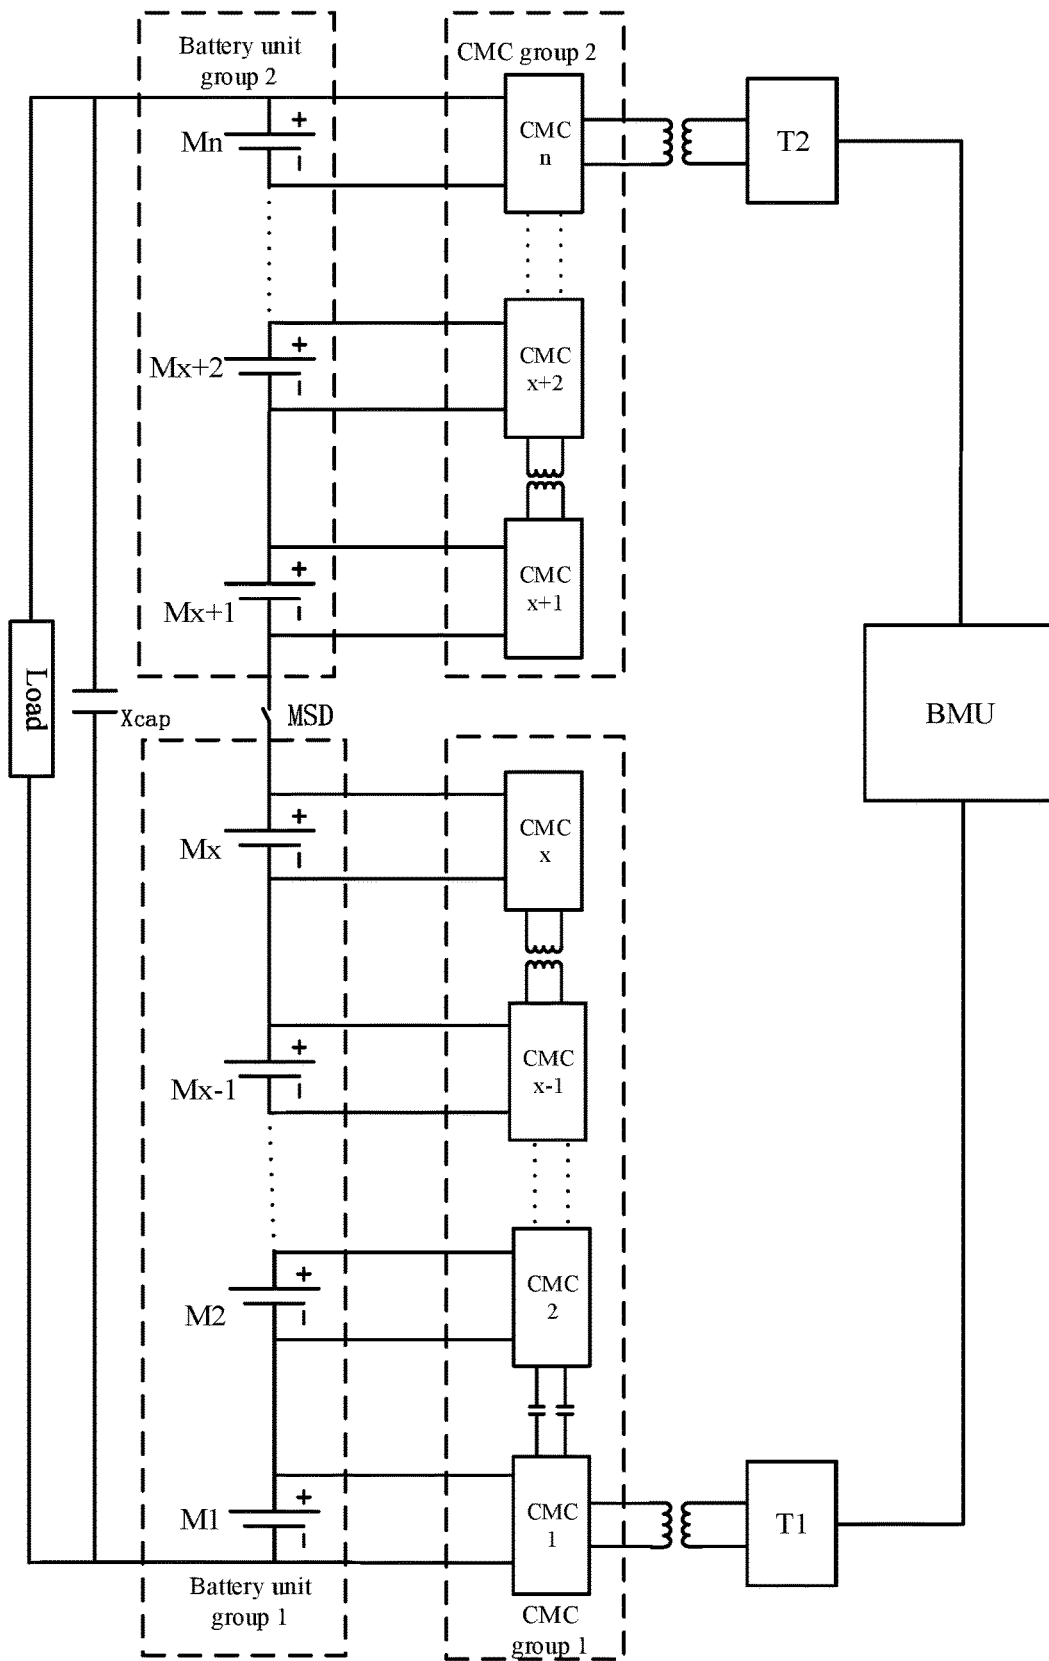 Battery unit
group 2
CMC group 2
+
Mn
CMC
n
T2
+
Mx+2
CMC
x+2
+
Mx+1
CMC
x+1
Load
Xcap
MSD
BMU
+
Mx
CMC
x
+
Mx-1
CMC
x-1
+
M2
CMC
2
+
M1
CMC
1
T1
Battery unit
group 1
CMC
group 1